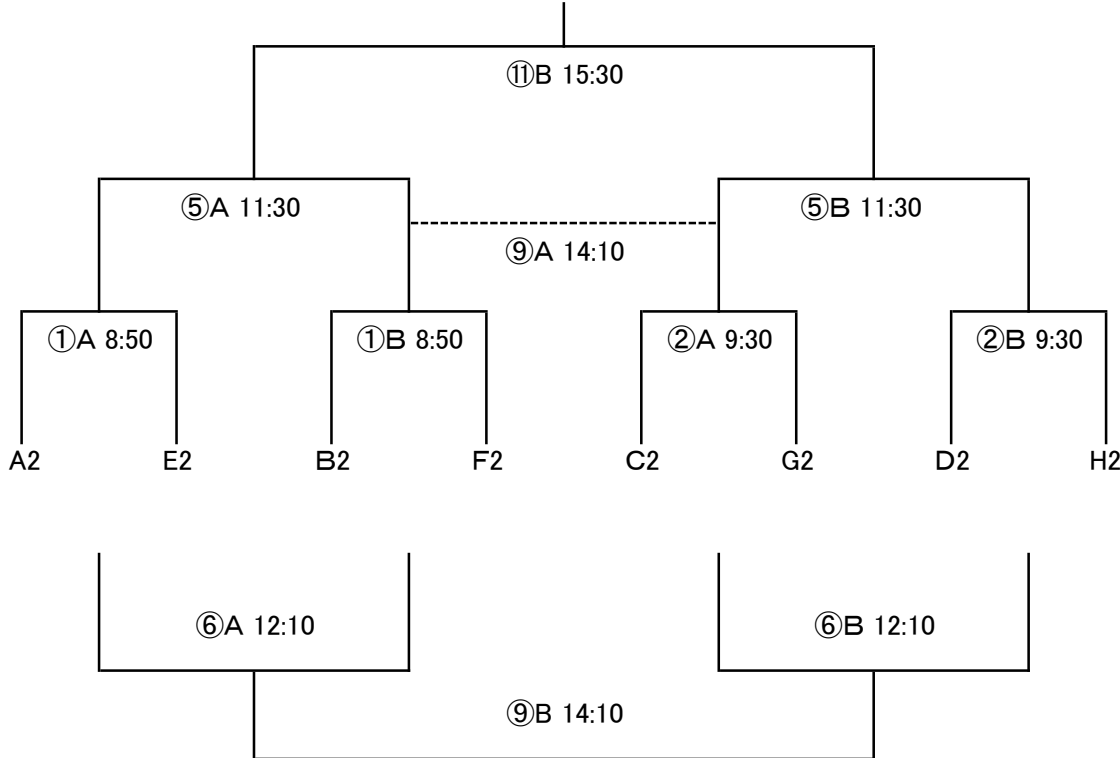 ⑪B 15:30
⑤A 11:30
⑤B 11:30
⑨A 14:10
①A 8:50
①B 8:50
②A 9:30
②B 9:30
A2
E2
B2
F2
C2
G2
D2
H2
⑥A 12:10
⑥B 12:10
⑨B 14:10